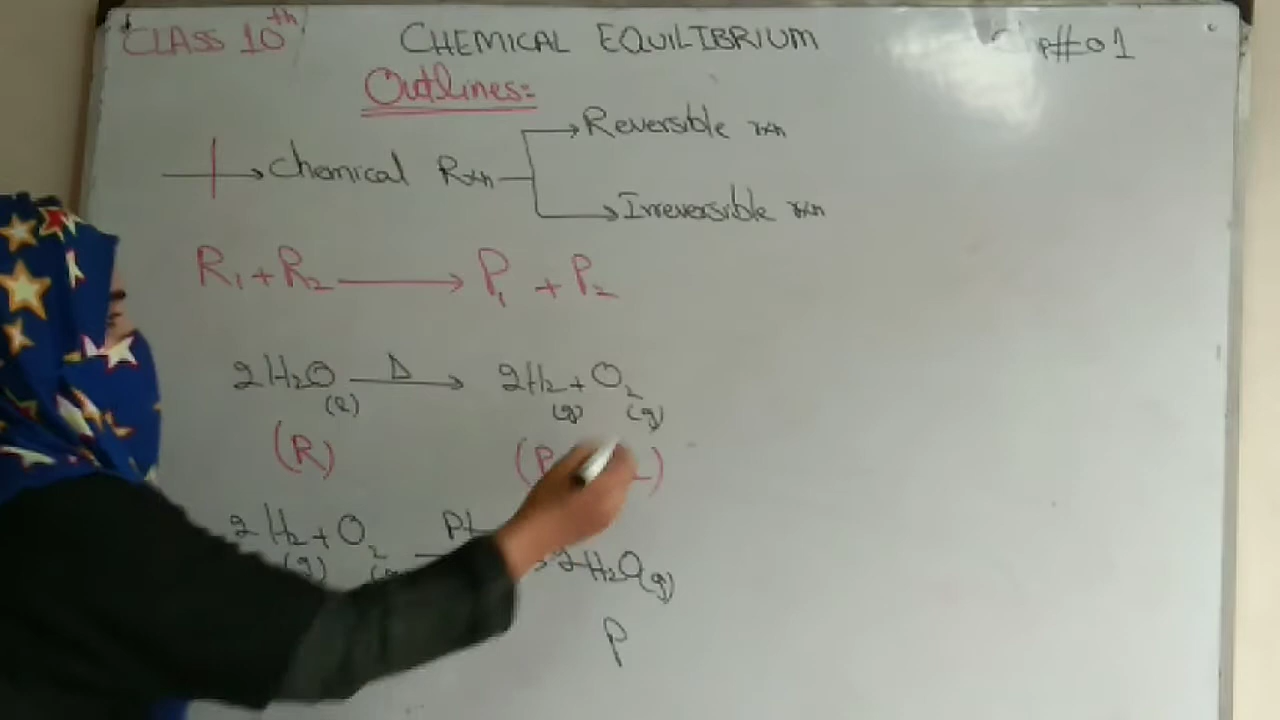 CLASS 10th CHEMICAL EQUILIBRIUM P#01
Outlines:
Reversible rxn
Chemical Rxn
Irreversible rxn
R₁ + R₂ → P₁ + P₂
2H₂O(l) —Δ→ 2H₂(g) + O₂(g)
(R) (P
2H₂(g) + O₂ Pt → 2H₂O(g)
P